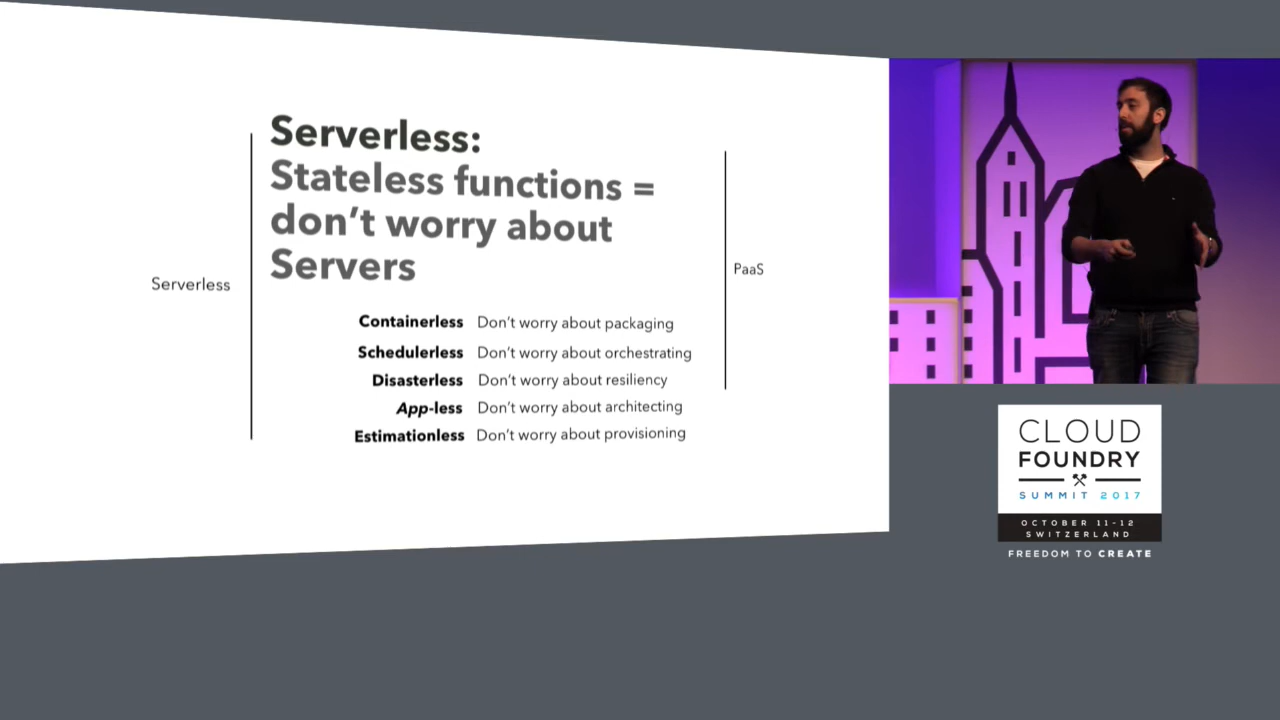 Serverless:
Stateless functions =
don't worry about
Servers
Serverless
PaaS
Containerless Don't worry about packaging
Schedulerless Don't worry about orchestrating
Disasterless Don't worry about resiliency
App-less Don't worry about architecting
Estimationless Don't worry about provisioning
CLOUD
FOUNDRY
SUMMIT 2017
OCTOBER 11-12
SWITZERLAND
FREEDOM TO CREATE